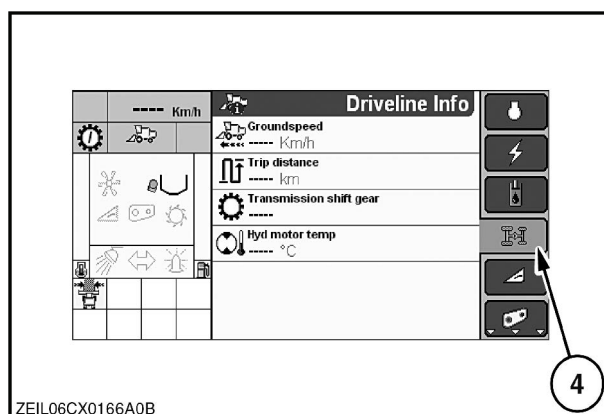 ---- Km/h
Driveline Info
Groundspeed
----- Km/h
Trip distance
----- km
Transmission shift gear
-----
Hyd motor temp
----- °C
4
ZEIL06CX0166A0B